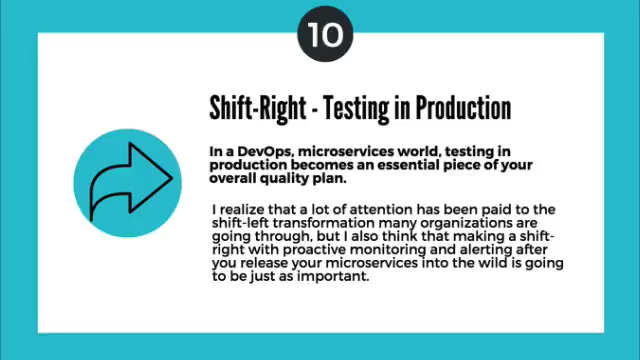 10
Shift-Right - Testing in Production
In a DevOps, microservices world, testing in
production becomes an essential piece of your
overall quality plan.
I realize that a lot of attention has been paid to the
shift-left transformation many organizations are
going through, but I also think that making a shift-
right with proactive monitoring and alerting after
you release your microservices into the wild is going
to be just as important.